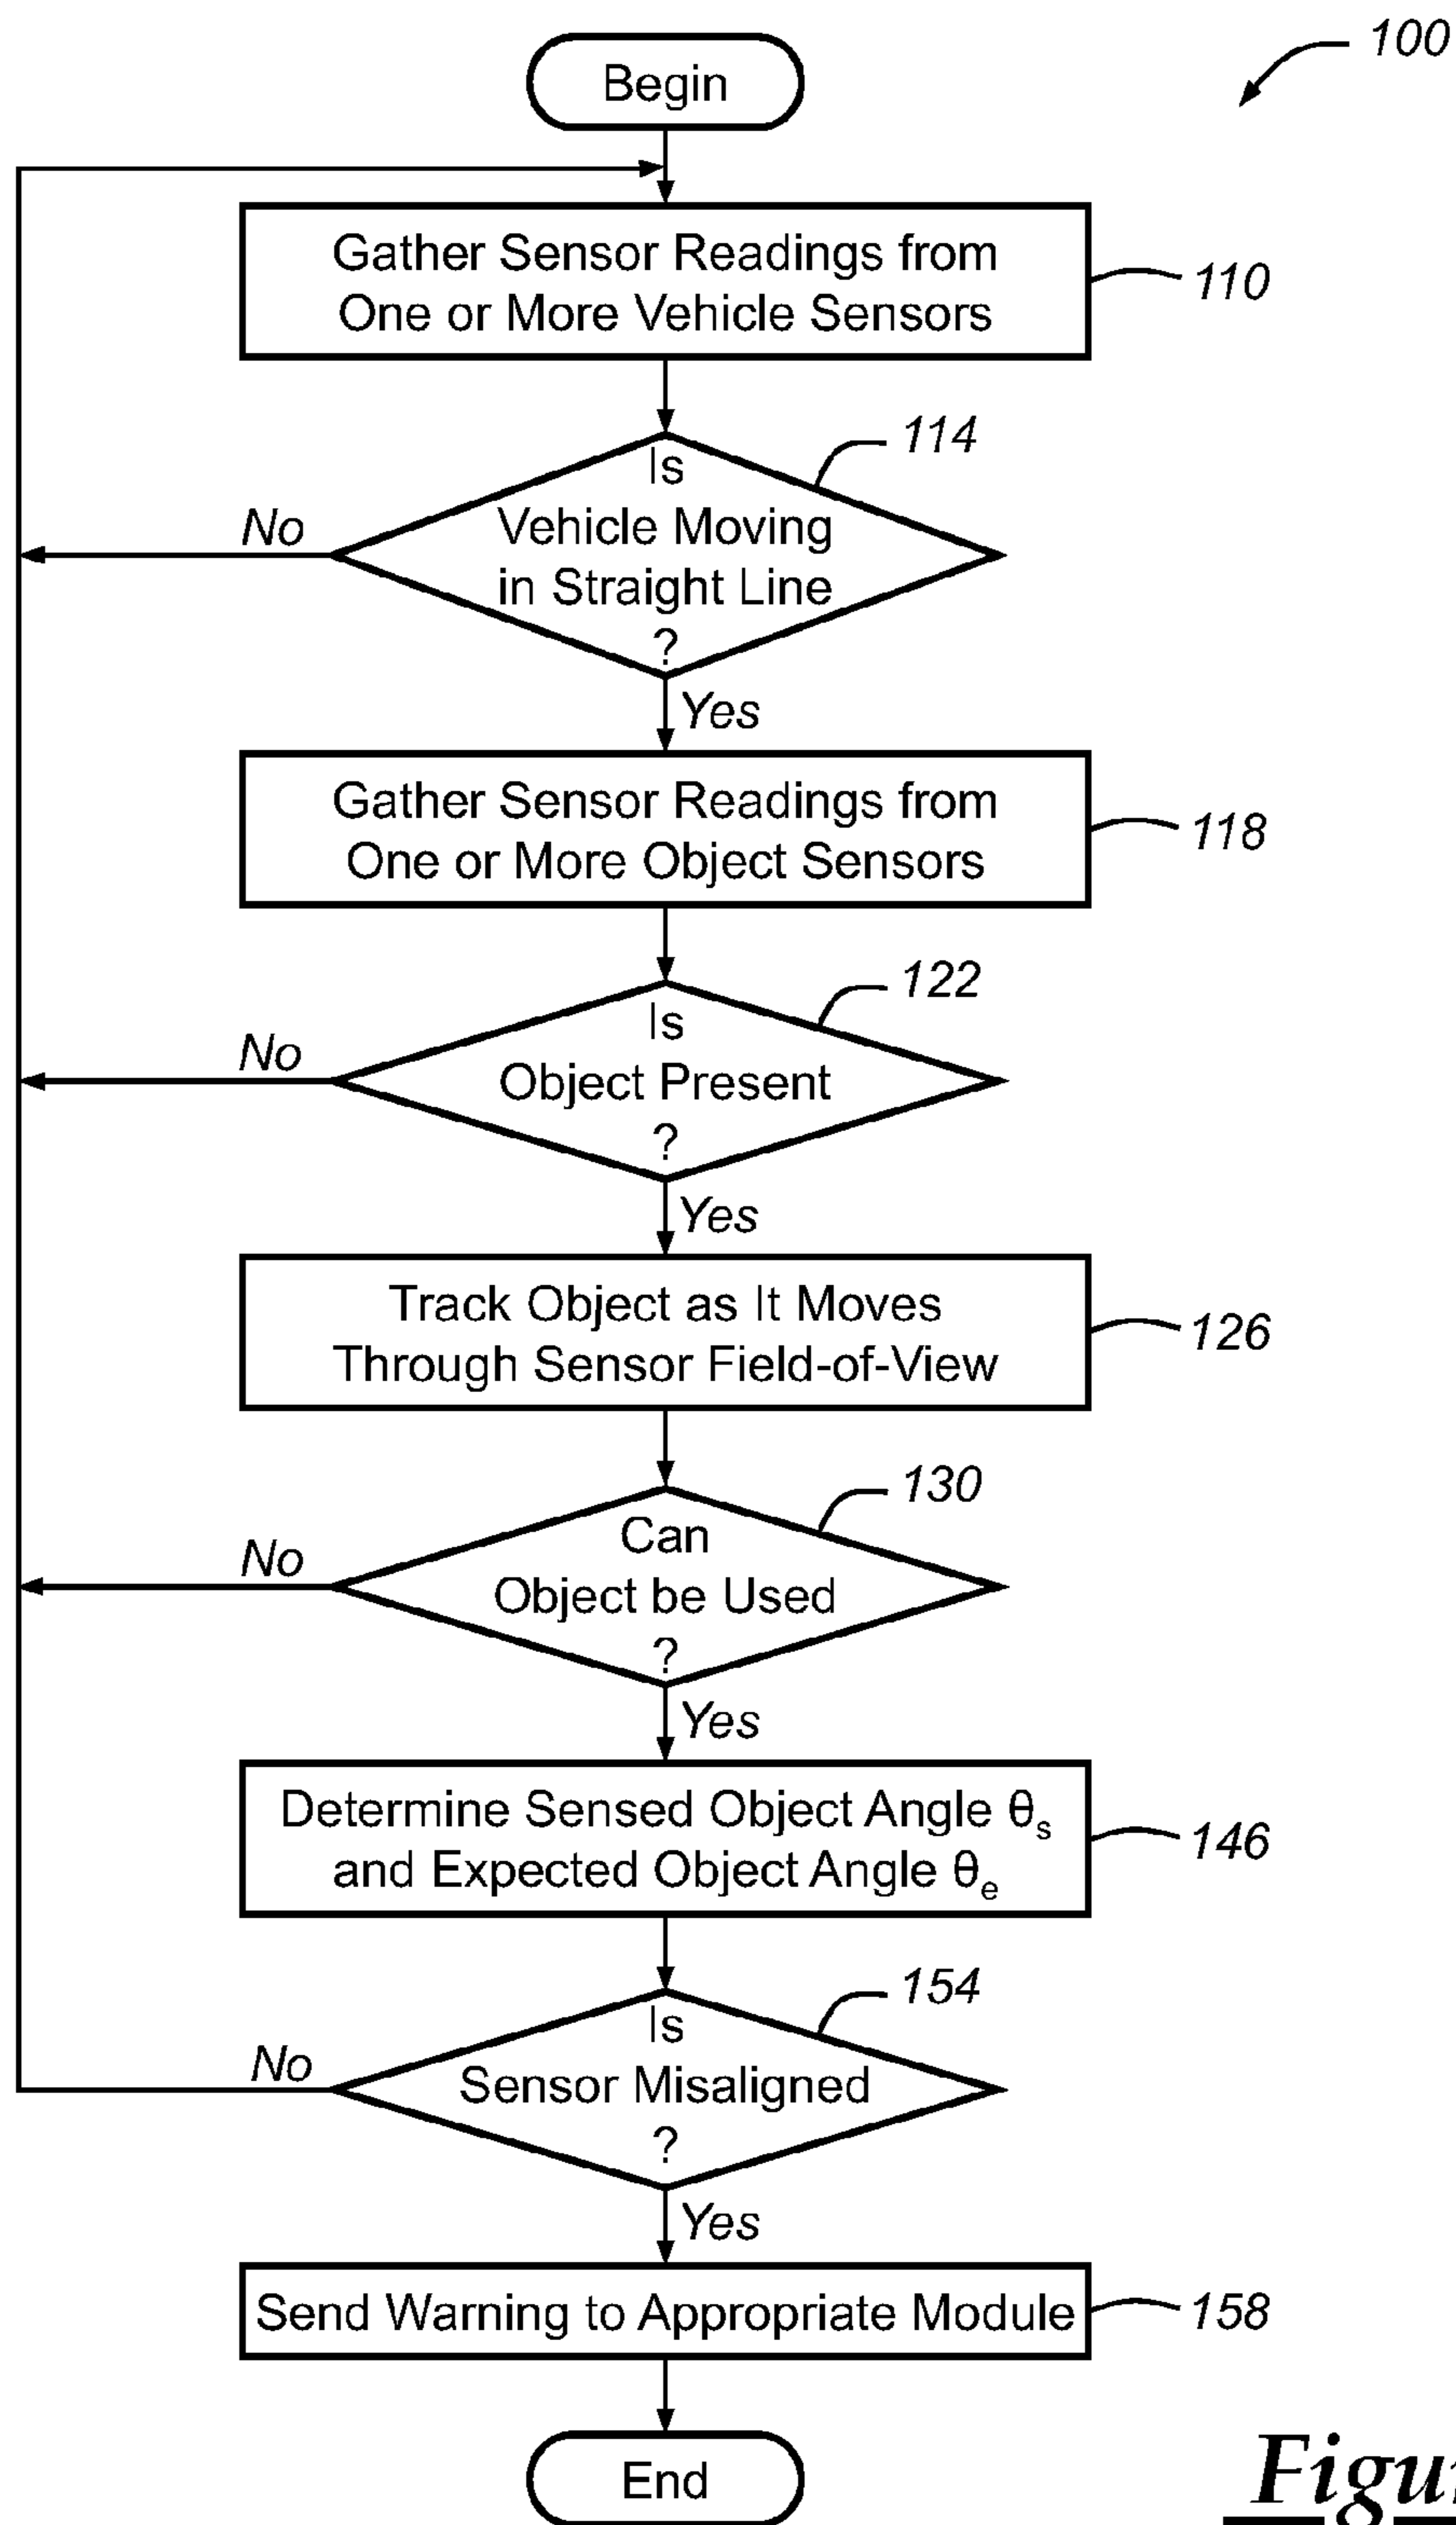 100
Begin
Gather Sensor Readings from
One or More Vehicle Sensors
110
114
Is
Vehicle Moving
in Straight Line
?
No
Yes
Gather Sensor Readings from
One or More Object Sensors
118
122
Is
Object Present
?
No
Yes
Track Object as It Moves
Through Sensor Field-of-View
126
130
Can
Object be Used
?
No
Yes
Determine Sensed Object Angle θs
and Expected Object Angle θe
146
154
Is
Sensor Misaligned
?
No
Yes
Send Warning to Appropriate Module
158
End